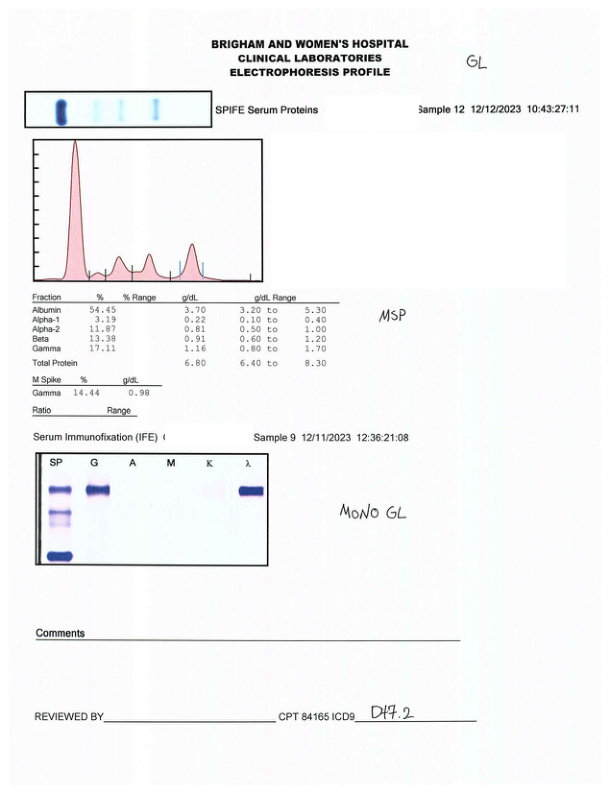 BRIGHAM AND WOMEN'S HOSPITAL
CLINICAL LABORATORIES
ELECTROPHORESIS PROFILE
GL
SPIFE Serum Proteins Sample 12 12/12/2023 10:43:27:11
Fraction % % Range g/dL g/dL Range
Albumin 54.45 3.70 3.20 to 5.30
Alpha-1 3.19 0.22 0.10 to 0.40
Alpha-2 11.87 0.81 0.50 to 1.00
Beta 13.38 0.91 0.60 to 1.20
Gamma 17.11 1.16 0.80 to 1.70
MSP
Total Protein 6.80 6.40 to 8.30
M Spike % g/dL
Gamma 14.44 0.98
Ratio Range
Serum Immunofixation (IFE) ( Sample 9 12/11/2023 12:36:21:08
SP G A M K λ
MONO GL
Comments
REVIEWED BY CPT 84165 ICD9 D47.2